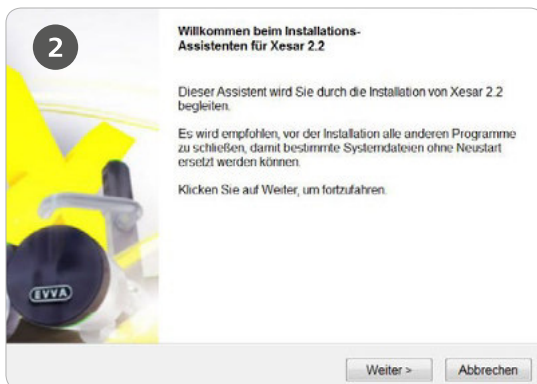 2
Willkommen beim Installations-
Assistenten für Xesar 2.2
Dieser Assistent wird Sie durch die Installation von Xesar 2.2
begleiten.
Es wird empfohlen, vor der Installation alle anderen Programme
zu schließen, damit bestimmte Systemdateien ohne Neustart
ersetzt werden können.
Klicken Sie auf Weiter, um fortzufahren.
EVVA
Weiter >
Abbrechen